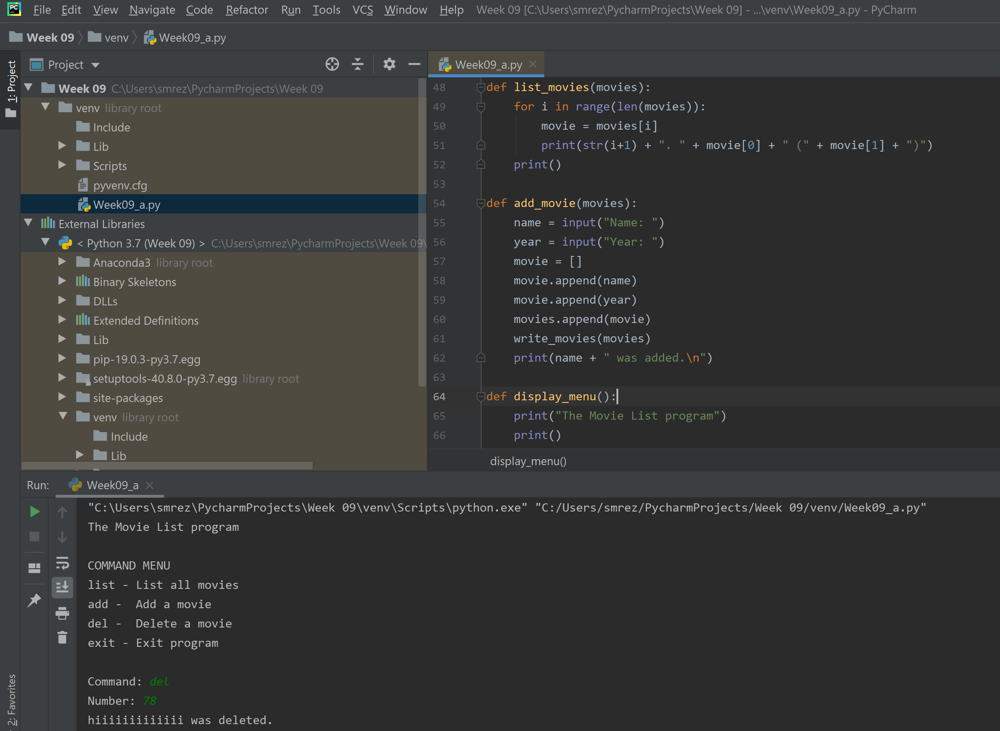 PC File Edit View Navigate Code Refactor Run Tools VCS Window Help Week 09 [C:\Users\smrez\PycharmProjects\Week 09] - ...\venv\Week09_a.py - PyCharm
Week 09 venv Week09_a.py
1: Project
Project
Week 09 C:\Users\smrez\PycharmProjects\Week 09
venv library root
Include
Lib
Scripts
pyvenv.cfg
Week09_a.py
External Libraries
< Python 3.7 (Week 09) > C:\Users\smrez\PycharmProjects\Week 09\
Anaconda3 library root
Binary Skeletons
DLLs
Extended Definitions
Lib
pip-19.0.3-py3.7.egg
setuptools-40.8.0-py3.7.egg library root
site-packages
venv library root
Include
Lib
Week09_a.py
48 def list_movies(movies):
49     for i in range(len(movies)):
50         movie = movies[i]
51         print(str(i+1) + ". " + movie[0] + " (" + movie[1] + ")")
52     print()
53
54 def add_movie(movies):
55     name = input("Name: ")
56     year = input("Year: ")
57     movie = []
58     movie.append(name)
59     movie.append(year)
60     movies.append(movie)
61     write_movies(movies)
62     print(name + " was added.\n")
63
64 def display_menu():
65     print("The Movie List program")
66     print()
display_menu()
Run: Week09_a
"C:\Users\smrez\PycharmProjects\Week 09\venv\Scripts\python.exe" "C:/Users/smrez/PycharmProjects/Week 09/venv/Week09_a.py"
The Movie List program
COMMAND MENU
list - List all movies
add -  Add a movie
del -  Delete a movie
exit - Exit program
Command: del
Number: 78
hiiiiiiiiiiiii was deleted.
2: Favorites